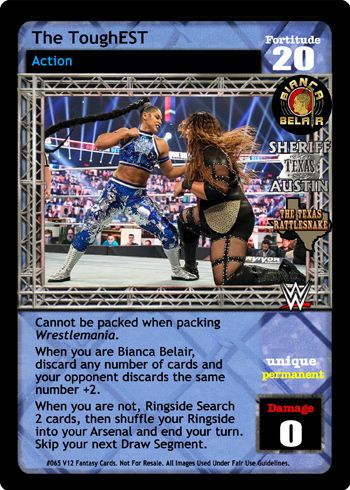 The ToughEST
Fortitude
20
Action
BIANCA
BELAIR
SHERIFF
TEXAS
AUSTIN
THE TEXAS
RATTLESNAKE
W
Cannot be packed when packing
Wrestlemania.
When you are Bianca Belair,
discard any number of cards and
your opponent discards the same
number +2.
unique
permanent
When you are not, Ringside Search
2 cards, then shuffle your Ringside
into your Arsenal and end your turn.
Skip your next Draw Segment.
Damage
0
#065 V12 Fantasy Cards. Not For Resale. All Images Used Under Fair Use Guidelines.